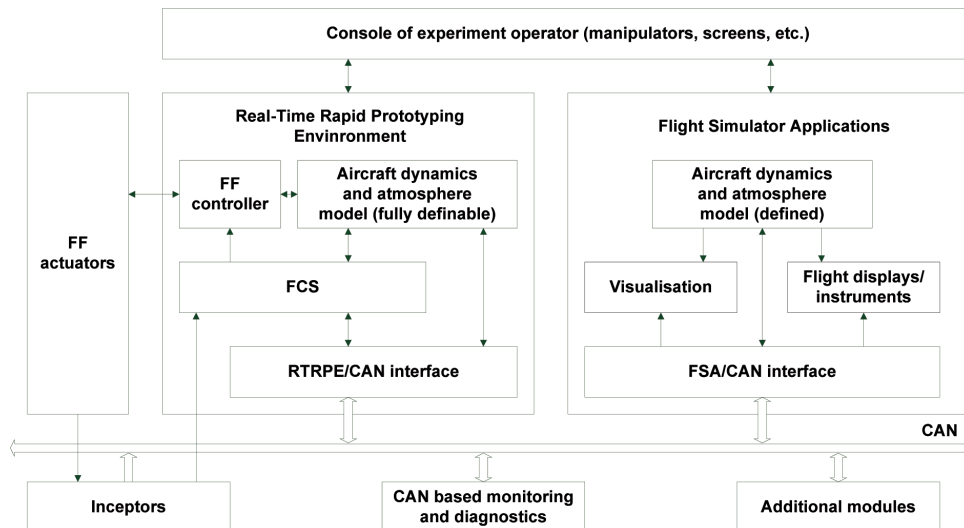 Console of experiment operator (manipulators, screens, etc.)
Real-Time Rapid Prototyping
Envinronment
FF
controller
Aircraft dynamics
and atmosphere
model (fully definable)
FF
actuators
FCS
RTRPE/CAN interface
Flight Simulator Applications
Aircraft dynamics
and atmosphere
model (defined)
Visualisation
Flight displays/
instruments
FSA/CAN interface
CAN
Inceptors
CAN based monitoring
and diagnostics
Additional modules